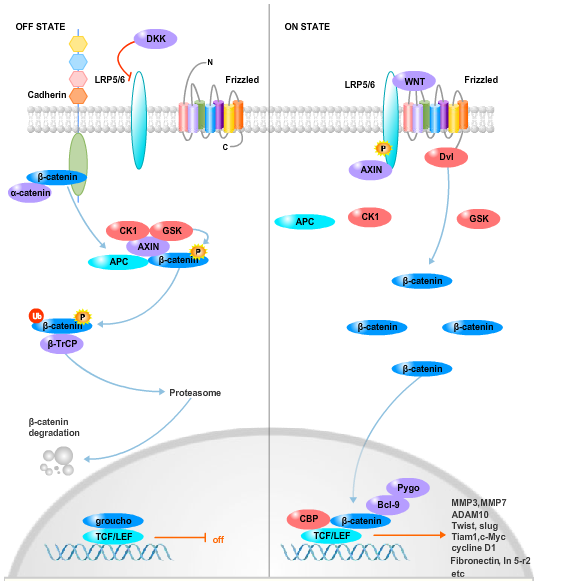 OFF STATE
ON STATE
DKK
LRP5/6
N
Frizzled
Cadherin
C
β-catenin
α-catenin
CK1
GSK
AXIN
P
APC
β-catenin
Ub
P
β-catenin
β-TrCP
Proteasome
β-catenin
degradation
groucho
TCF/LEF
off
LRP5/6
WNT
Frizzled
P
Dvl
AXIN
APC
CK1
GSK
β-catenin
β-catenin
β-catenin
β-catenin
Pygo
Bcl-9
CBP
β-catenin
TCF/LEF
MMP3,MMP7
ADAM10
Twist, slug
Tiam1,c-Myc
cycline D1
Fibronectin, ln 5-r2
etc